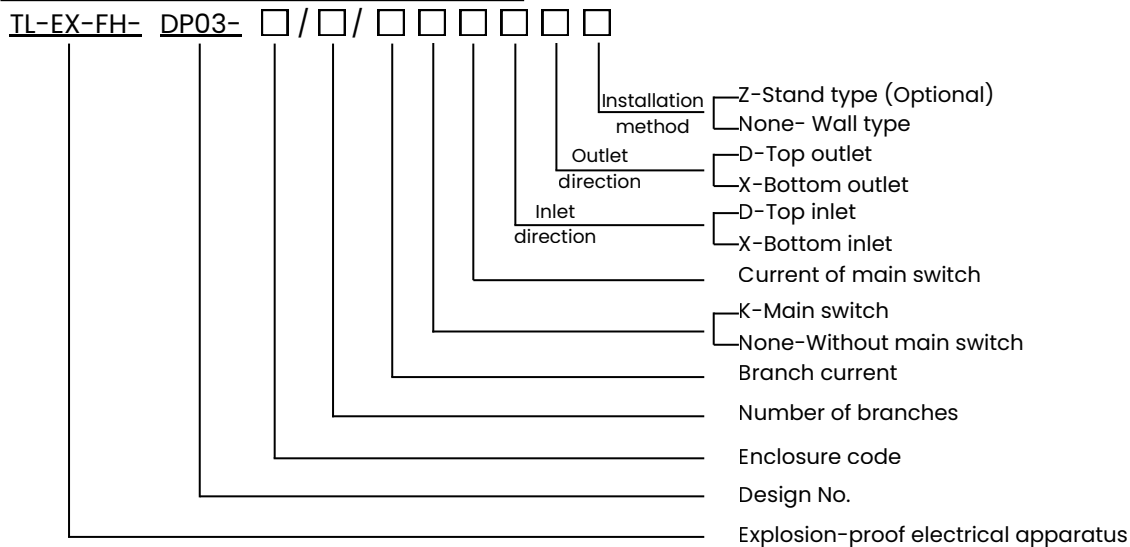 TL-EX-FH- DP03- □/□/□□□□□□
Installation method
Z-Stand type (Optional)
None- Wall type
Outlet direction
D-Top outlet
X-Bottom outlet
Inlet direction
D-Top inlet
X-Bottom inlet
Current of main switch
K-Main switch
None-Without main switch
Branch current
Number of branches
Enclosure code
Design No.
Explosion-proof electrical apparatus